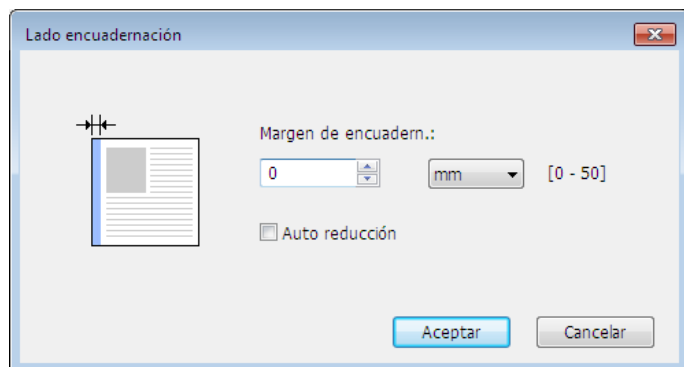 Lado encuadernación
Margen de encuadern.:
0 mm [0 - 50]
Auto reducción
Aceptar Cancelar